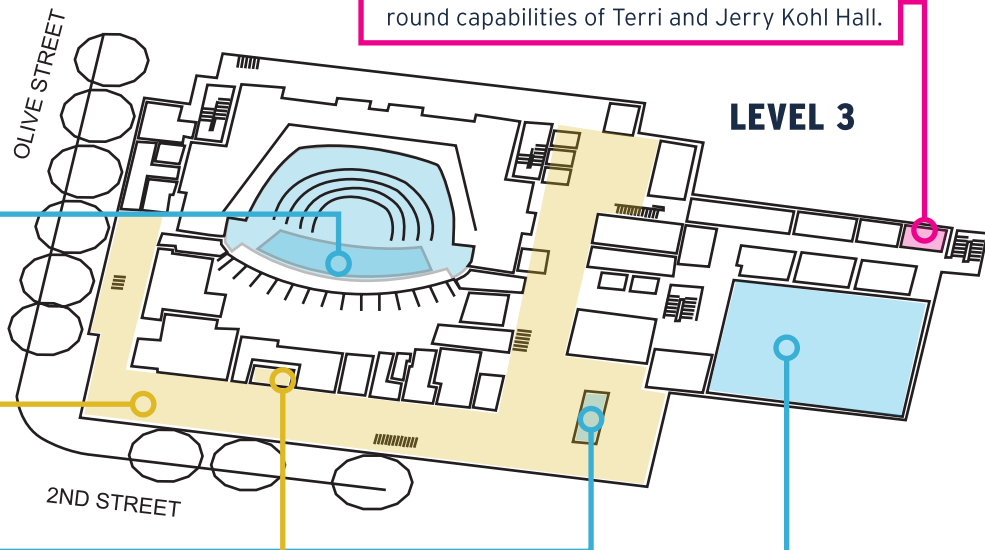 round capabilities of Terri and Jerry Kohl Hall.
OLIVE STREET
LEVEL 3
2ND STREET